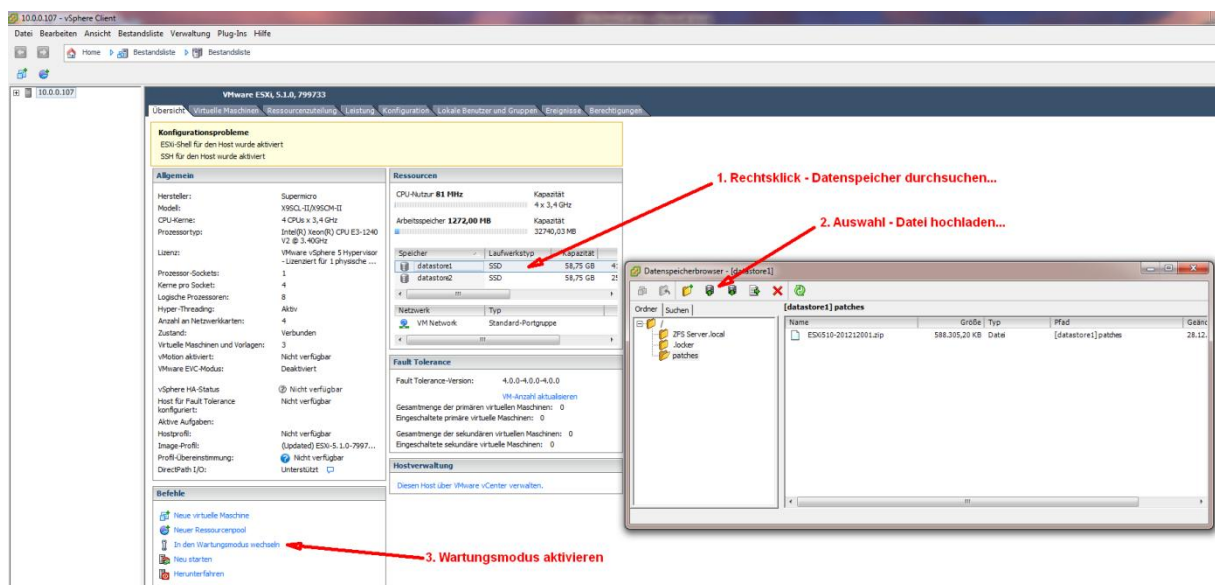 10.0.0.107 - vSphere Client
Datei Bearbeiten Ansicht Bestandsliste Verwaltung Plug-Ins Hilfe
Home Bestandsliste Bestandsliste
10.0.0.107
VMware ESXi, 5.1.0, 799733
Übersicht Virtuelle Maschinen Ressourcenzuteilung Leistung Konfiguration Lokale Benutzer und Gruppen Ereignisse Berechtigungen
Konfigurationsprobleme
ESXi-Shell für den Host wurde aktiviert
SSH für den Host wurde aktiviert
Allgemein
Hersteller: Supermicro
Modell: X9SCL-II/X9SCM-II
CPU-Kerne: 4 CPUs x 3,4 GHz
Prozessortyp: Intel(R) Xeon(R) CPU E3-1240
V2 @ 3.40GHz
Lizenz: VMware vSphere 5 Hypervisor
- Lizenziert für 1 physische ...
Prozessor-Sockets: 1
Kerne pro Socket: 4
Logische Prozessoren: 8
Hyper-Threading: Aktiv
Anzahl an Netzwerkkarten: 4
Zustand: Verbunden
Virtuelle Maschinen und Vorlagen: 3
vMotion aktiviert: Nicht verfügbar
VMware EVC-Modus: Deaktiviert
vSphere HA-Status Nicht verfügbar
Host für Fault Tolerance Nicht verfügbar
konfiguriert:
Aktive Aufgaben:
Hostprofil: Nicht verfügbar
Image-Profil: (Updated) ESXi-5.1.0-7997...
Profil-Übereinstimmung: Nicht verfügbar
DirectPath I/O: Unterstützt
Befehle
Neue virtuelle Maschine
Neuer Ressourcenpool
In den Wartungsmodus wechseln
Neu starten
Herunterfahren
Ressourcen
CPU-Nutzur 81 MHz Kapazität
4 x 3,4 GHz
Arbeitsspeicher 1272,00 MB Kapazität
32740,03 MB
Speicher Laufwerkstyp Kapazität
datastore1 SSD 58,75 GB
datastore2 SSD 58,75 GB
Netzwerk Typ
VM Network Standard-Portgruppe
Fault Tolerance
Fault Tolerance-Version: 4.0.0-4.0.0-4.0.0
VM-Anzahl aktualisieren
Gesamtmenge der primären virtuellen Maschinen: 0
Eingeschaltete primäre virtuelle Maschinen: 0
Gesamtmenge der sekundären virtuellen Maschinen: 0
Eingeschaltete sekundäre virtuelle Maschinen: 0
Hostverwaltung
Diesen Host über VMware vCenter verwalten.
1. Rechtsklick - Datenspeicher durchsuchen...
2. Auswahl - Datei hochladen...
3. Wartungsmodus aktivieren
Datenspeicherbrowser - [datastore1]
Ordner Suchen
[datastore1] patches
/
ZFS Server.local
.locker
patches
Name Größe Typ Pfad Geänd
ESXi510-201212001.zip 588.305,20 KB Datei [datastore1] patches 28.12.